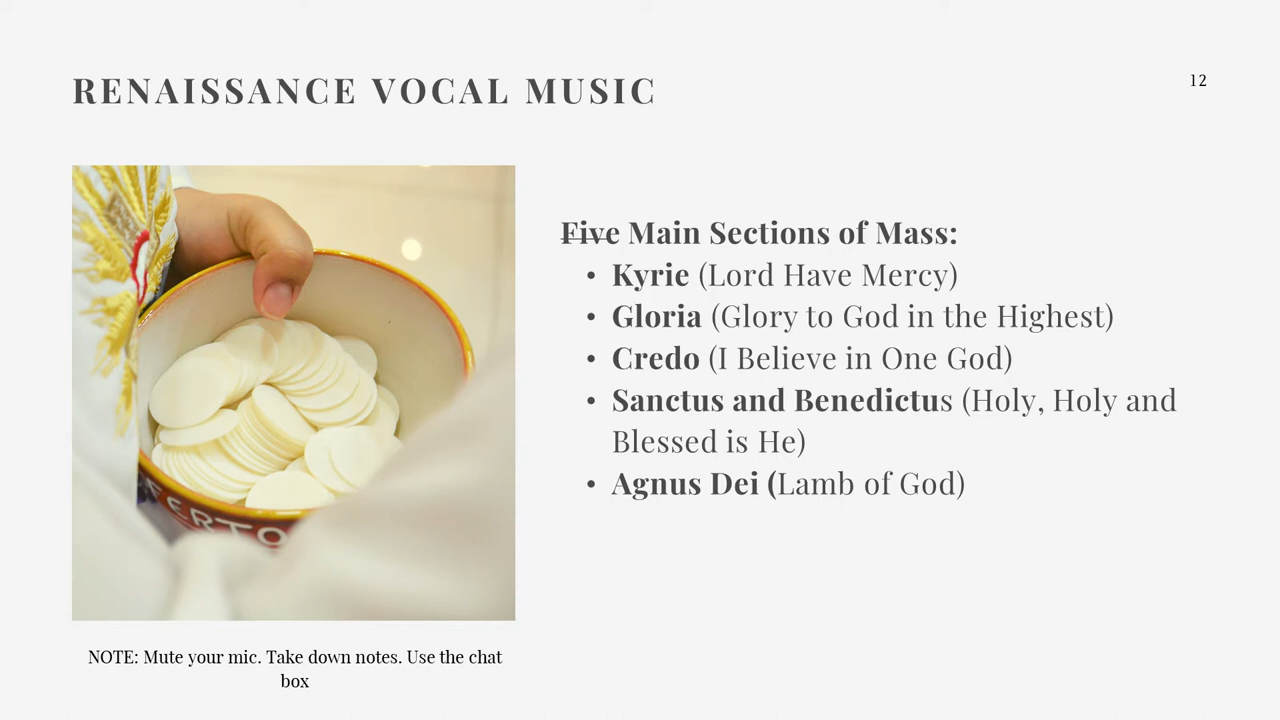 RENAISSANCE VOCAL MUSIC
12
Five Main Sections of Mass:
• Kyrie (Lord Have Mercy)
• Gloria (Glory to God in the Highest)
• Credo (I Believe in One God)
• Sanctus and Benedictus (Holy, Holy and
Blessed is He)
• Agnus Dei (Lamb of God)
NOTE: Mute your mic. Take down notes. Use the chat
box